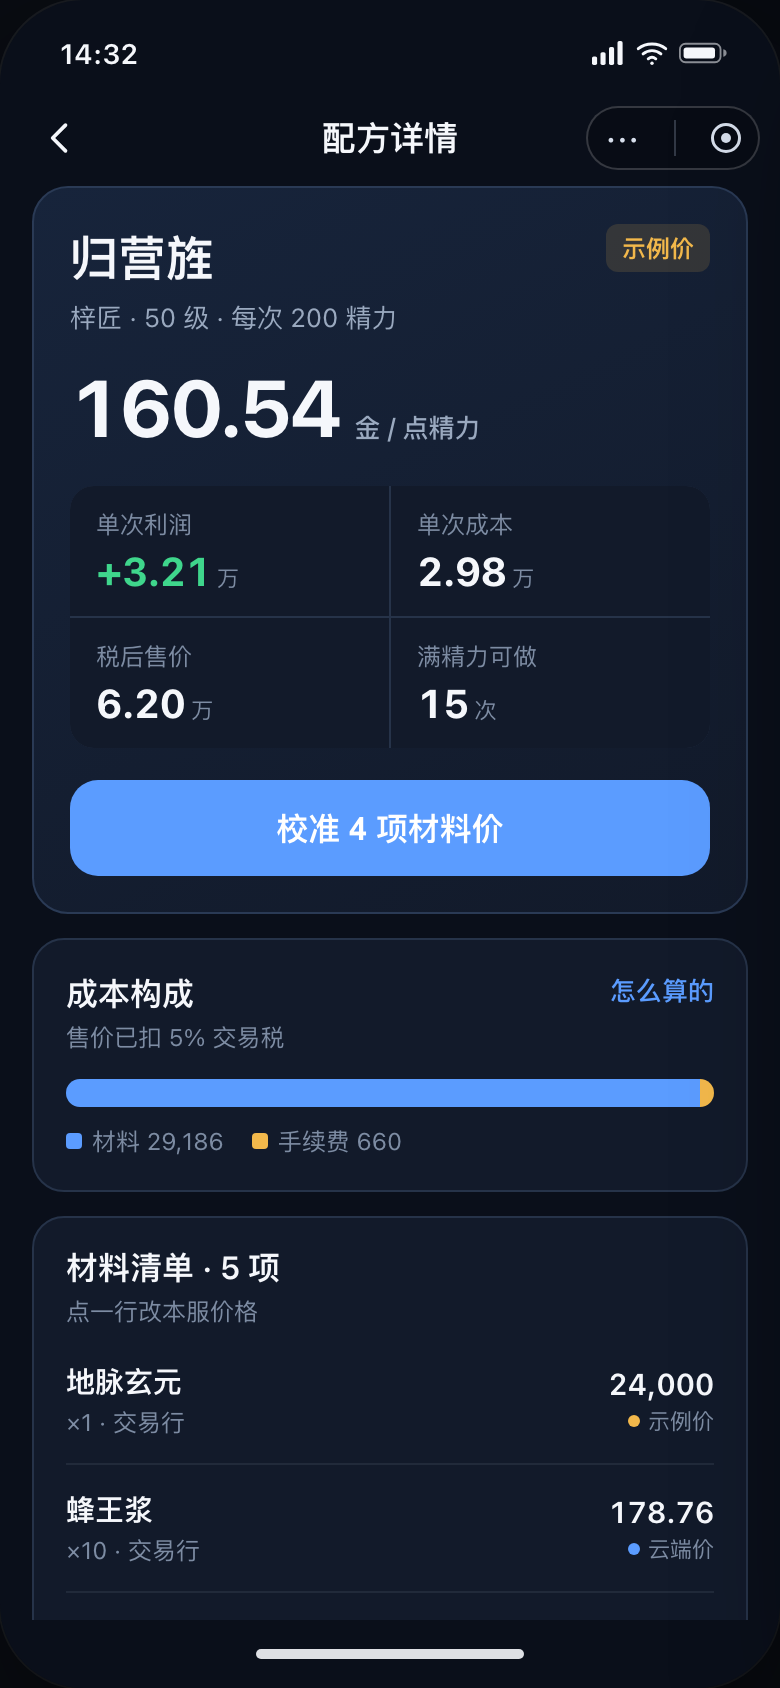 14:32
配方详情
归营旌
示例价
梓匠 · 50 级 · 每次 200 精力
160.54 金 / 点精力
单次利润
+3.21 万
单次成本
2.98 万
税后售价
6.20 万
满精力可做
15 次
校准 4 项材料价
成本构成
怎么算的
售价已扣 5% 交易税
材料 29,186
手续费 660
材料清单 · 5 项
点一行改本服价格
地脉玄元
24,000
×1 · 交易行
示例价
蜂王浆
178.76
×10 · 交易行
云端价